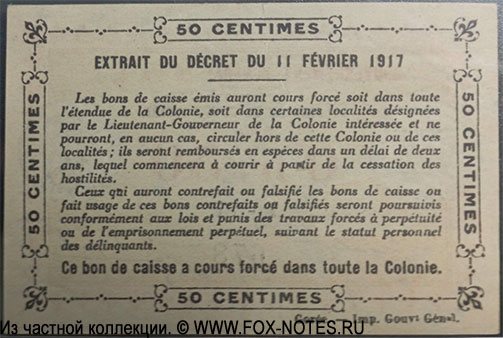 50 CENTIMES
EXTRAIT DU DÉCRET DU 11 FÉVRIER 1917
50 CENTIMES
50 CENTIMES
Les bons de caisse émis auront cours forcé soit dans toute
l'étendue de la Colonie, soit dans certaines localités désignées
par le Lieutenant-Gouverneur de la Colonie intéressée et ne
pourront, en aucun cas, circuler hors de cette Colonie ou de ces
localités ; ils seront remboursés en espèces dans un délai de deux
ans, lequel commencera à courir à partir de la cessation des
hostilités.
Ceux qui auront contrefait ou falsifié les bons de caisse ou
fait usage de ces bons contrefaits ou falsifiés seront poursuivis
conformément aux lois et punis des travaux forcés à perpétuité
ou de l'emprisonnement perpétuel, suivant le statut personnel
des délinquants.
Ce bon de caisse a cours forcé dans toute la Colonie.
50 CENTIMES
Gorée. Imp. Gouvt Génel.
Из частной коллекции. © WWW.FOX-NOTES.RU